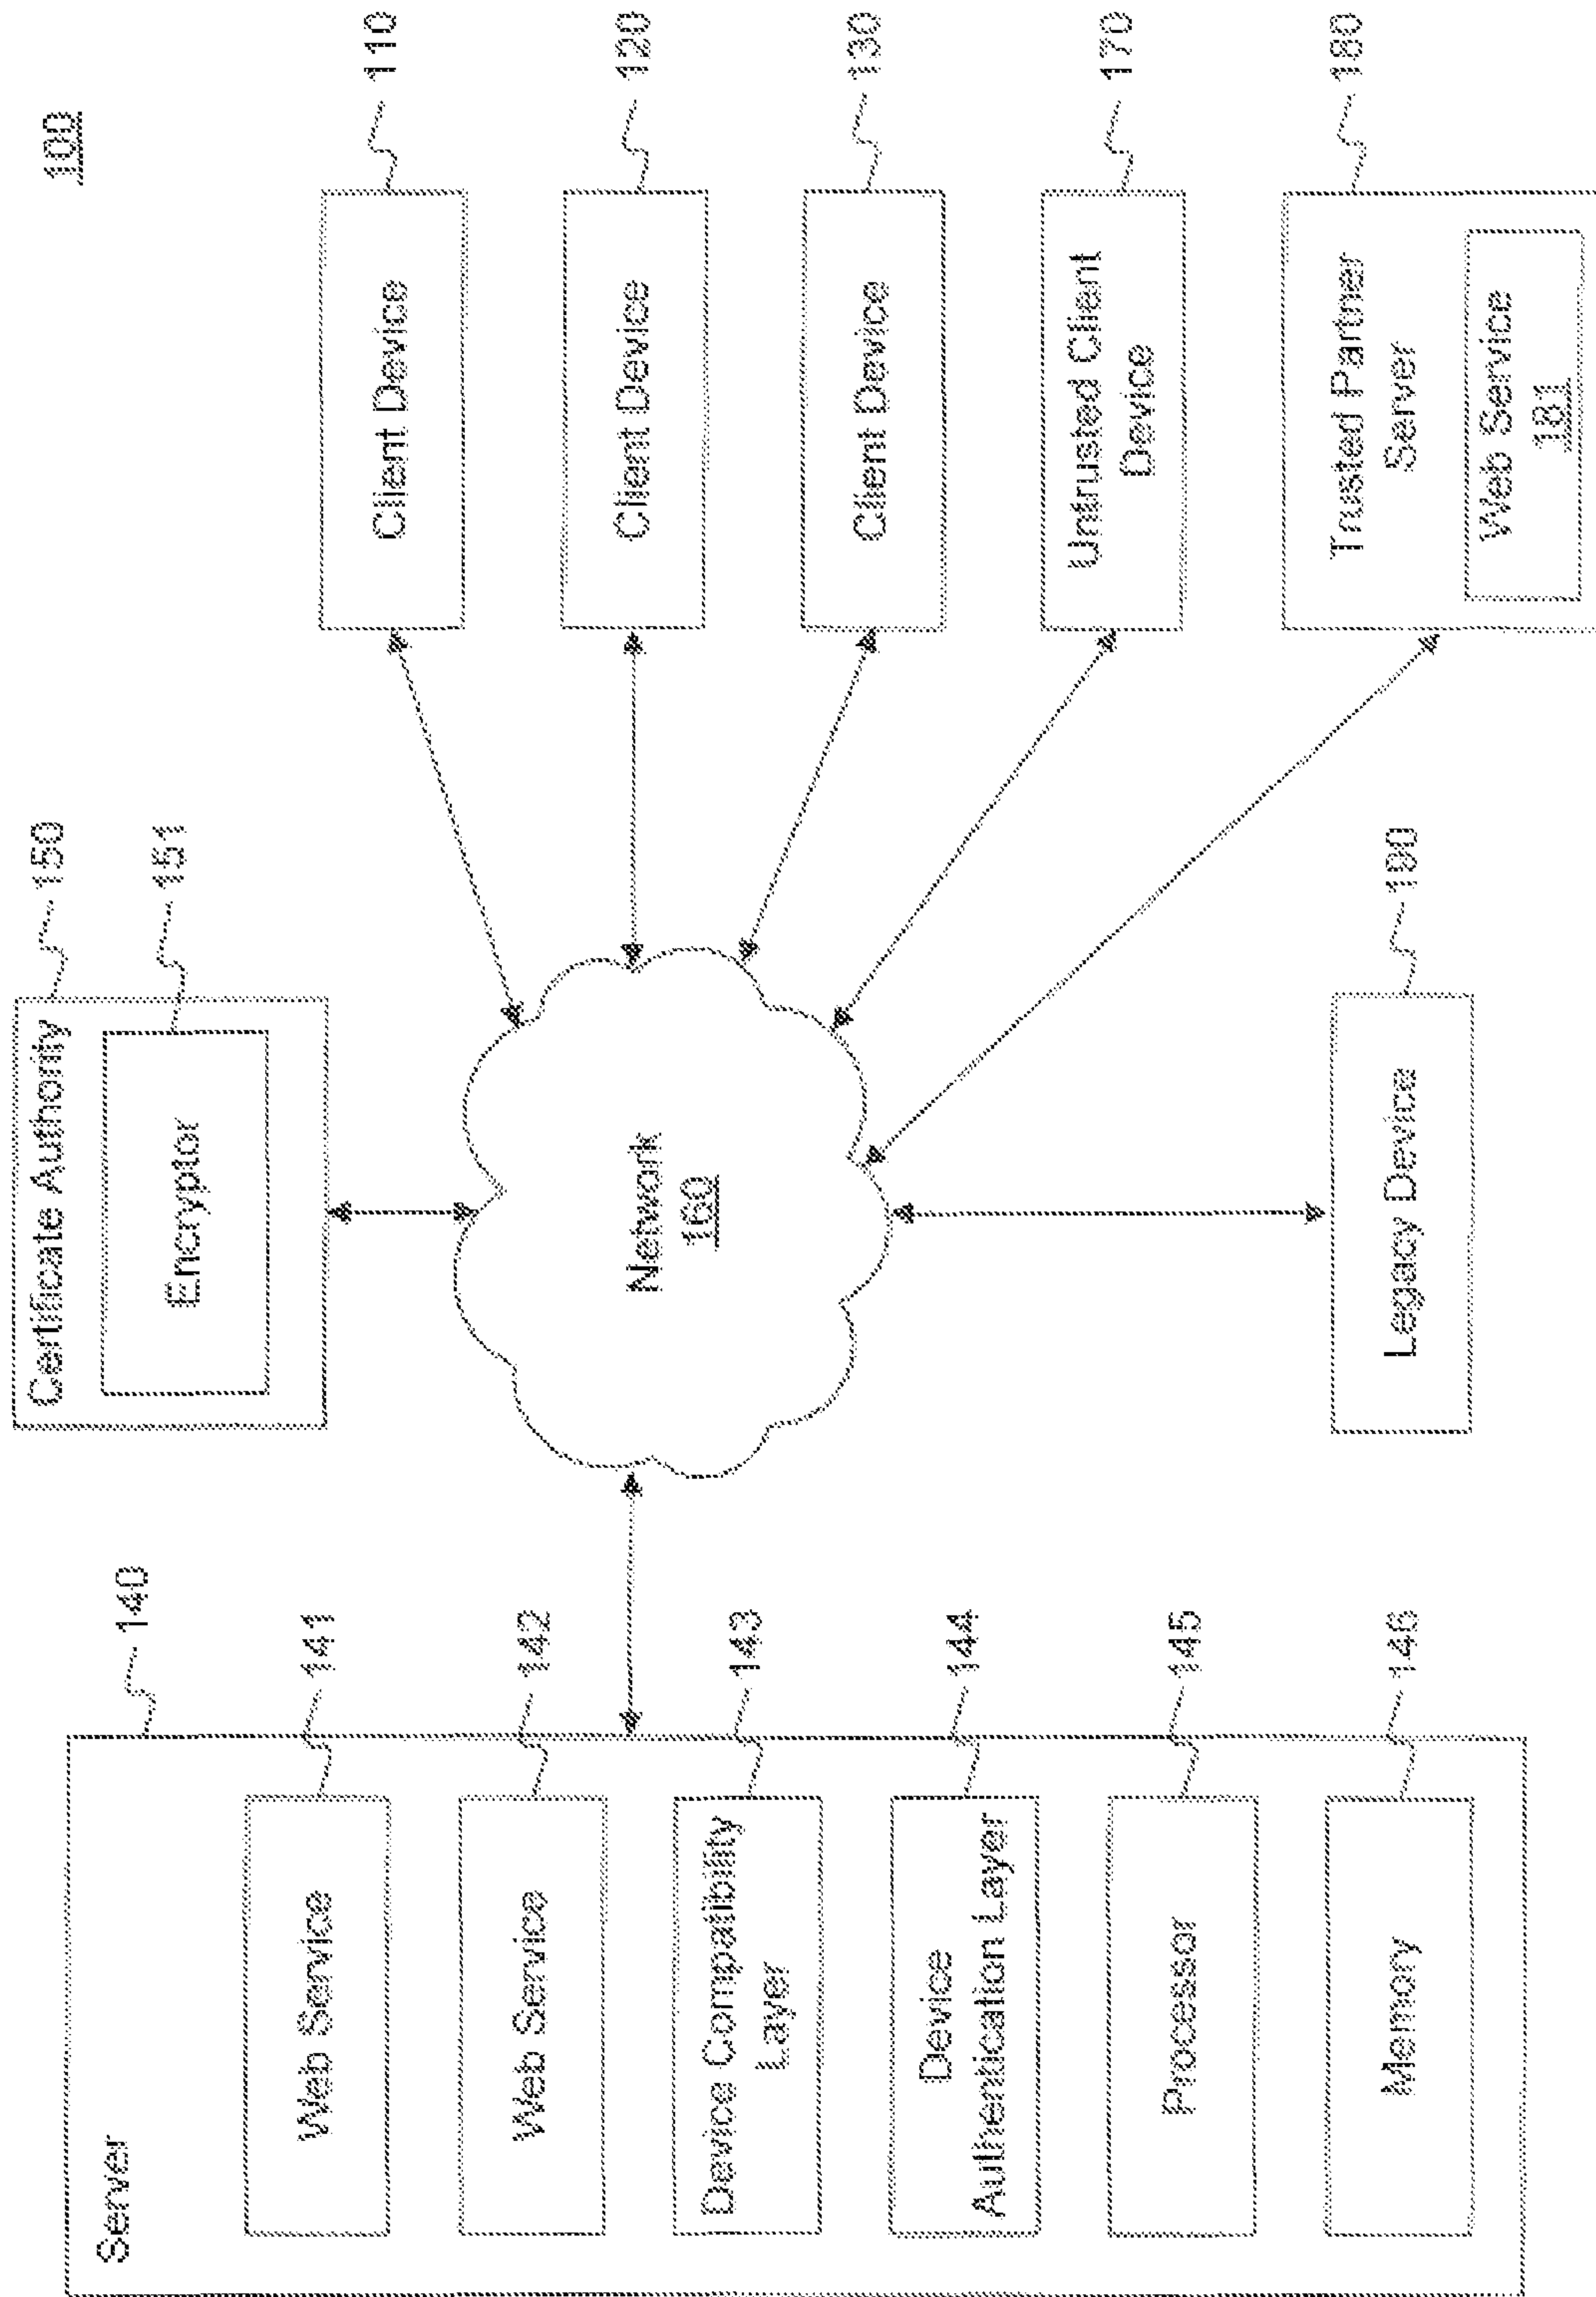 100
Server
140
Web Service
141
Web Service
142
Device Compatibility
Layer
143
Device
Authentication Layer
144
Processor
145
Memory
146
Certificate Authority
150
Encryptor
151
Network
160
Legacy Device
190
Client Device
110
Client Device
120
Client Device
130
Untrusted Client
Device
170
Trusted Partner
Server
180
Web Service
181